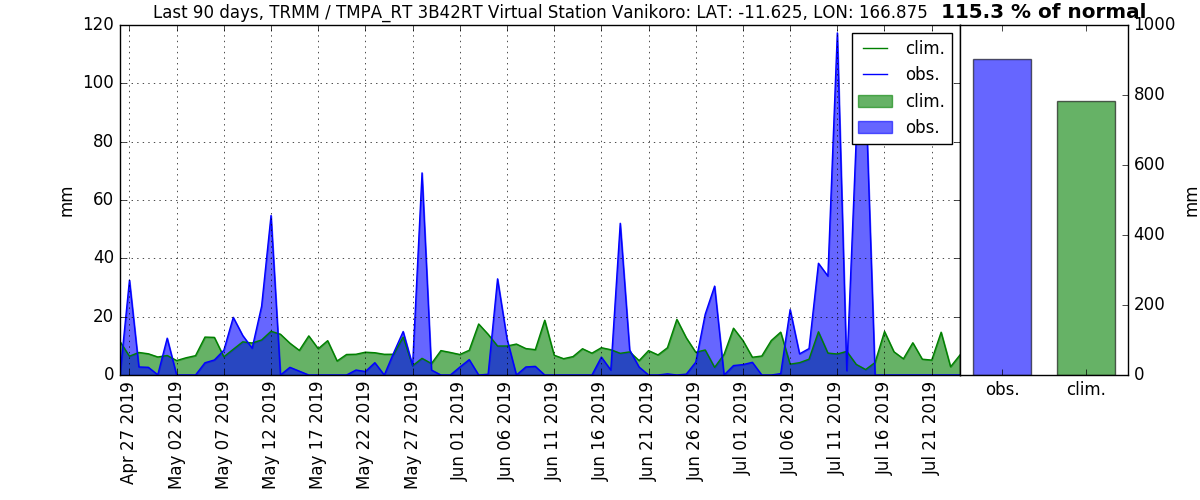 Last 90 days, TRMM / TMPA_RT 3B42RT Virtual Station Vanikoro: LAT: -11.625, LON: 166.875 115.3 % of normal
120
100
80
60
40
20
0
mm
clim.
obs.
clim.
obs.
Apr 27 2019
May 02 2019
May 07 2019
May 12 2019
May 17 2019
May 22 2019
May 27 2019
Jun 01 2019
Jun 06 2019
Jun 11 2019
Jun 16 2019
Jun 21 2019
Jun 26 2019
Jul 01 2019
Jul 06 2019
Jul 11 2019
Jul 16 2019
Jul 21 2019
1000
800
600
400
200
0
mm
obs.
clim.